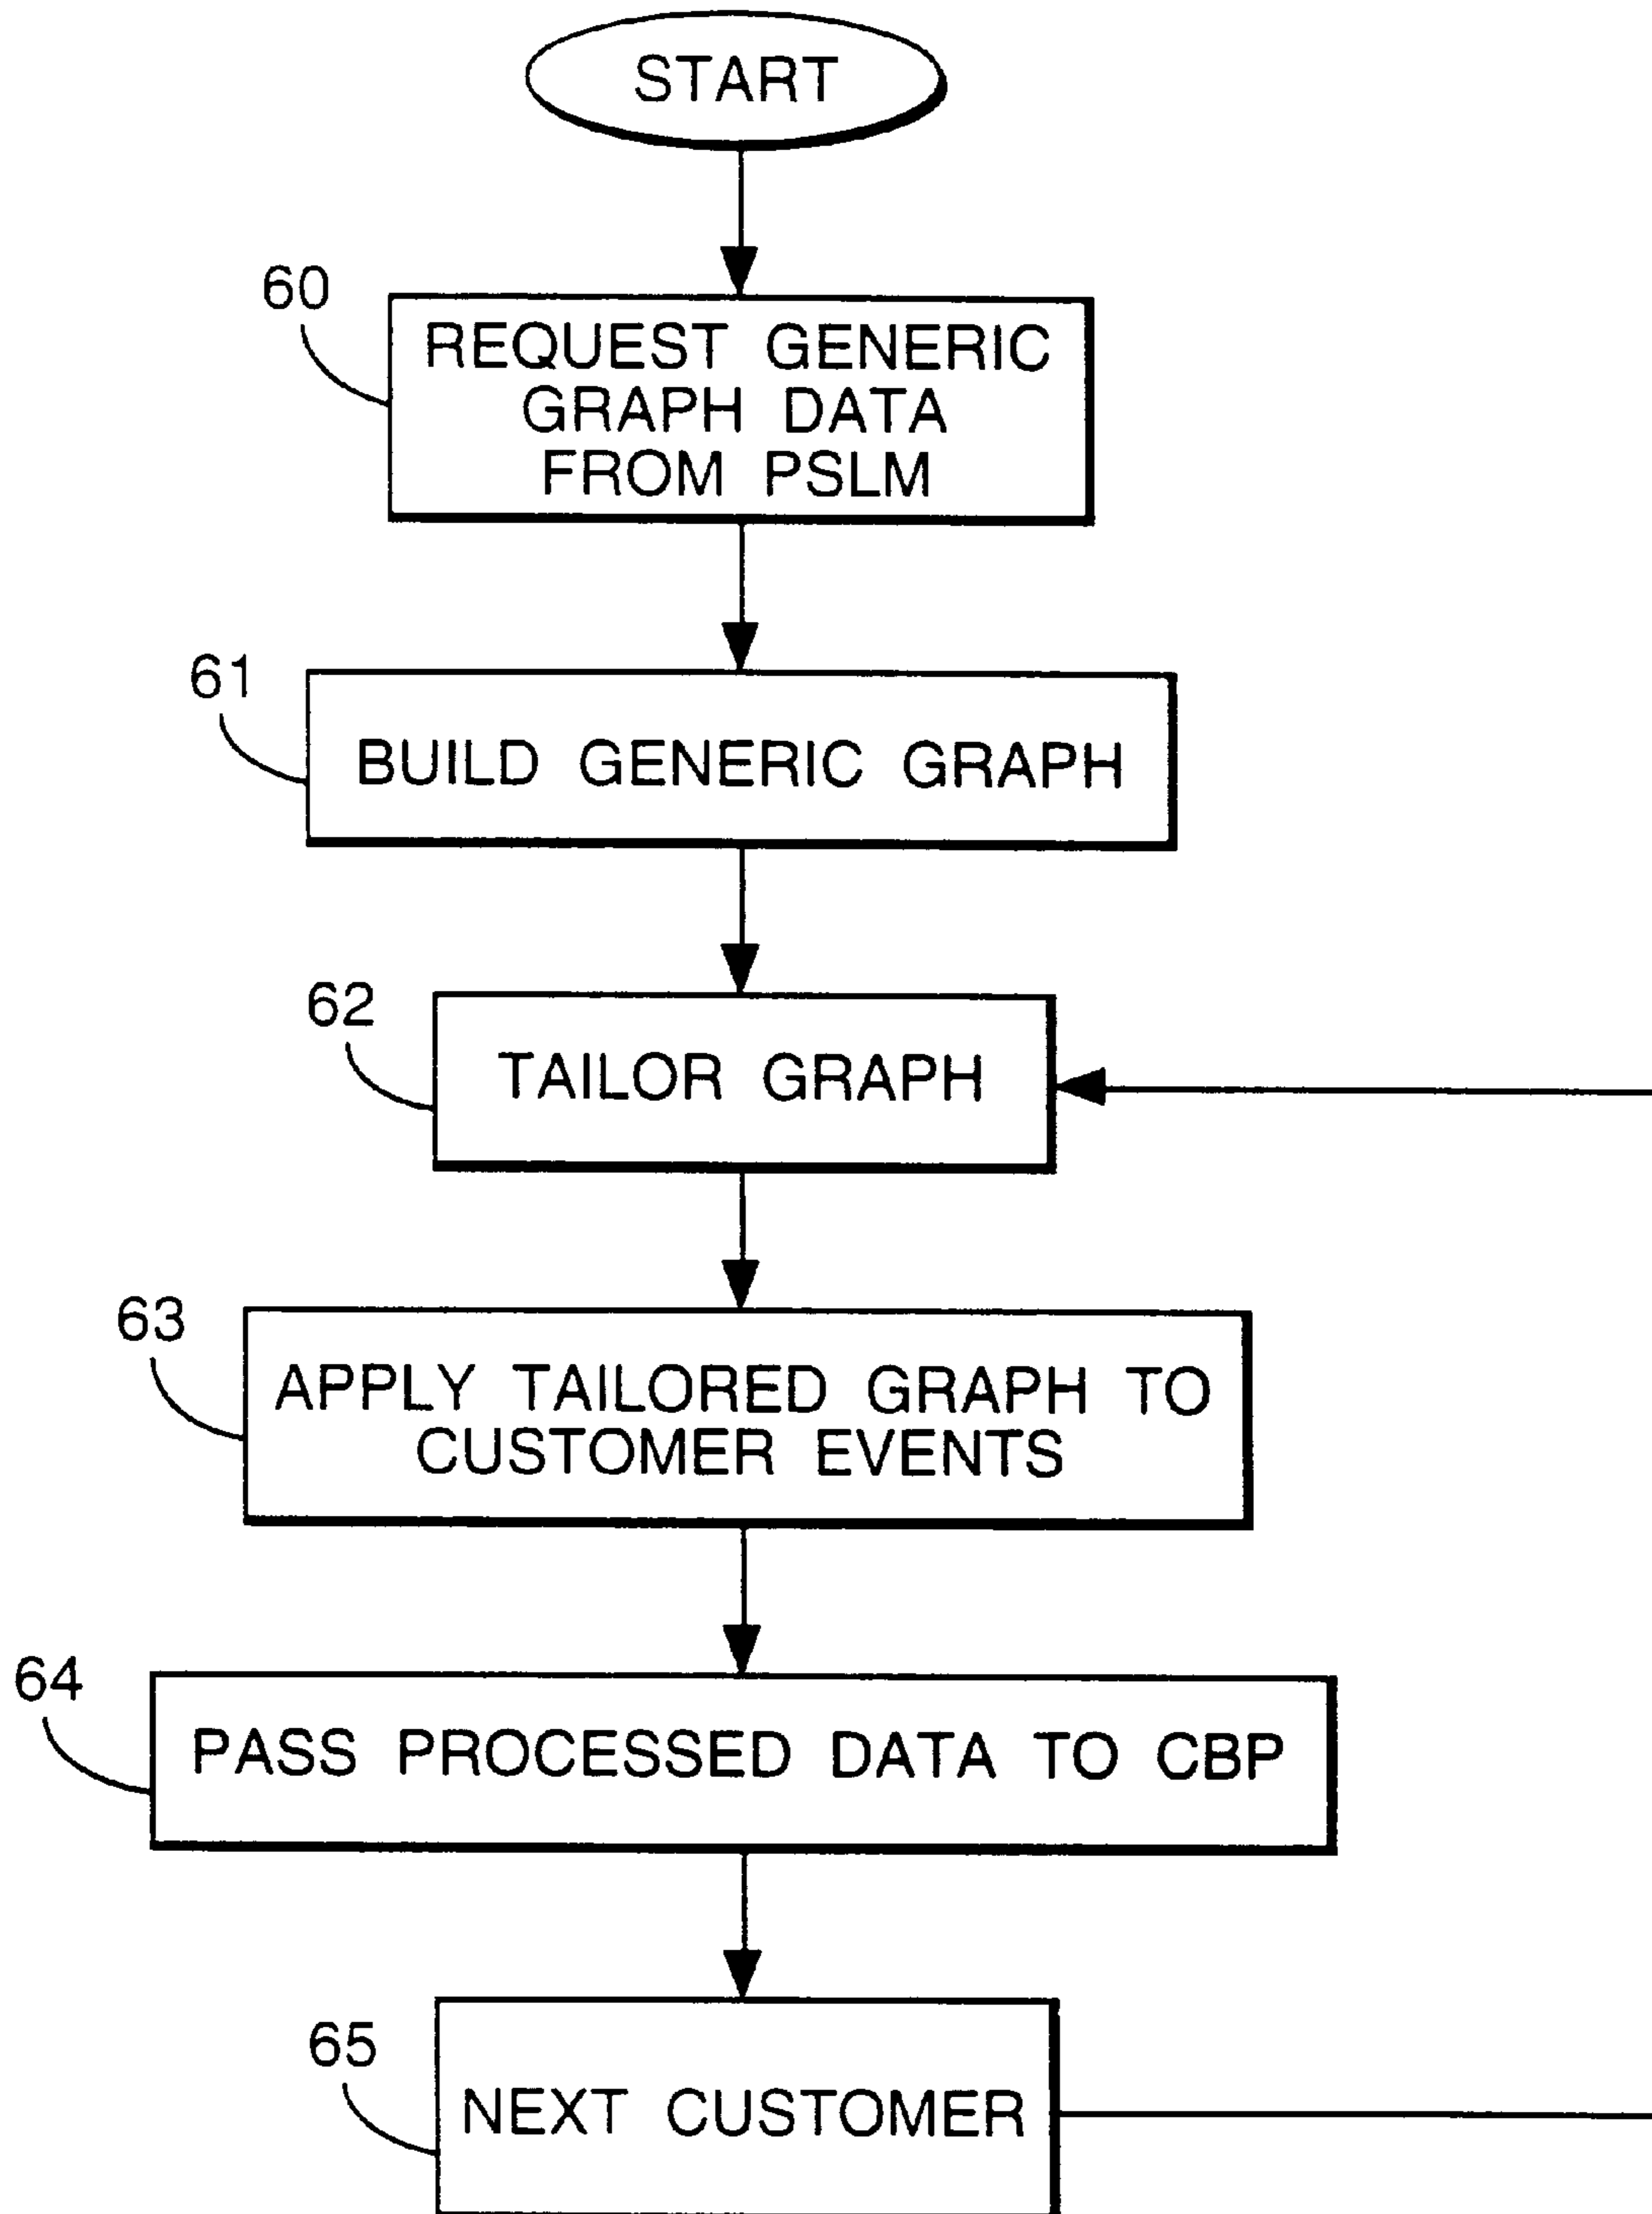 START
60
REQUEST GENERIC
GRAPH DATA
FROM PSLM
61
BUILD GENERIC GRAPH
62
TAILOR GRAPH
63
APPLY TAILORED GRAPH TO
CUSTOMER EVENTS
64
PASS PROCESSED DATA TO CBP
65
NEXT CUSTOMER